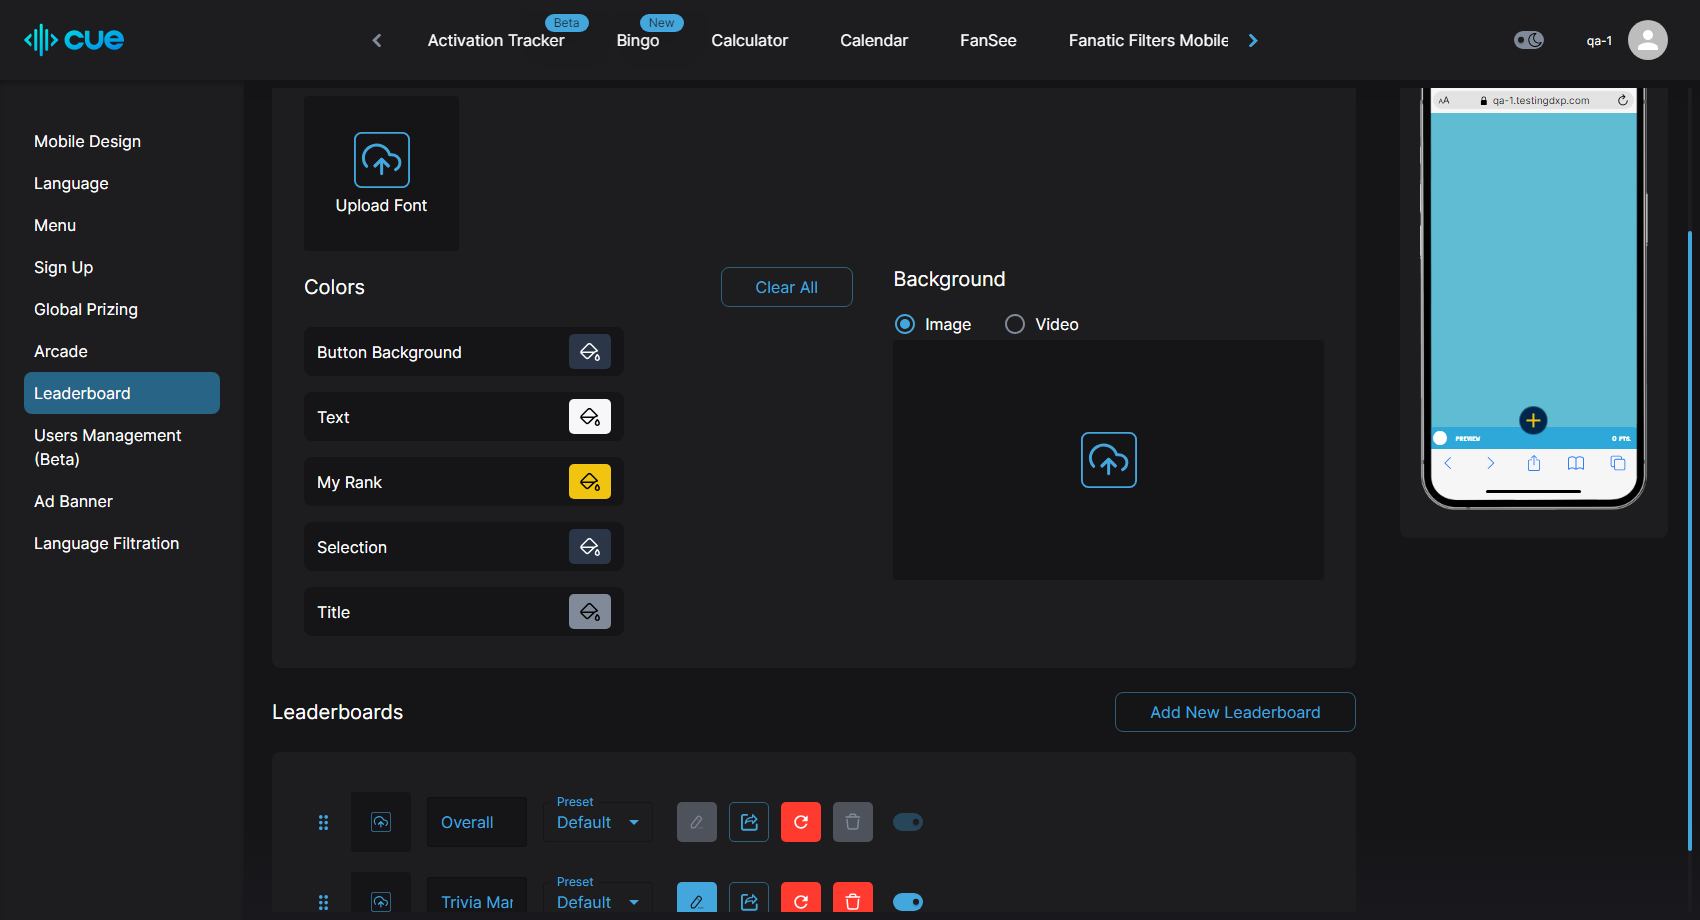 cue
Activation Tracker
Beta
Bingo
New
Calculator
Calendar
FanSee
Fanatic Filters Mobile
qa-1
Mobile Design
Language
Menu
Sign Up
Global Prizing
Arcade
Leaderboard
Users Management
(Beta)
Ad Banner
Language Filtration
Upload Font
Colors
Clear All
Button Background
Text
My Rank
Selection
Title
Background
Image
Video
AA
qa-1.testingdxp.com
PREVIEW
0 PTS.
Leaderboards
Add New Leaderboard
Overall
Preset
Default
Trivia Mar
Preset
Default